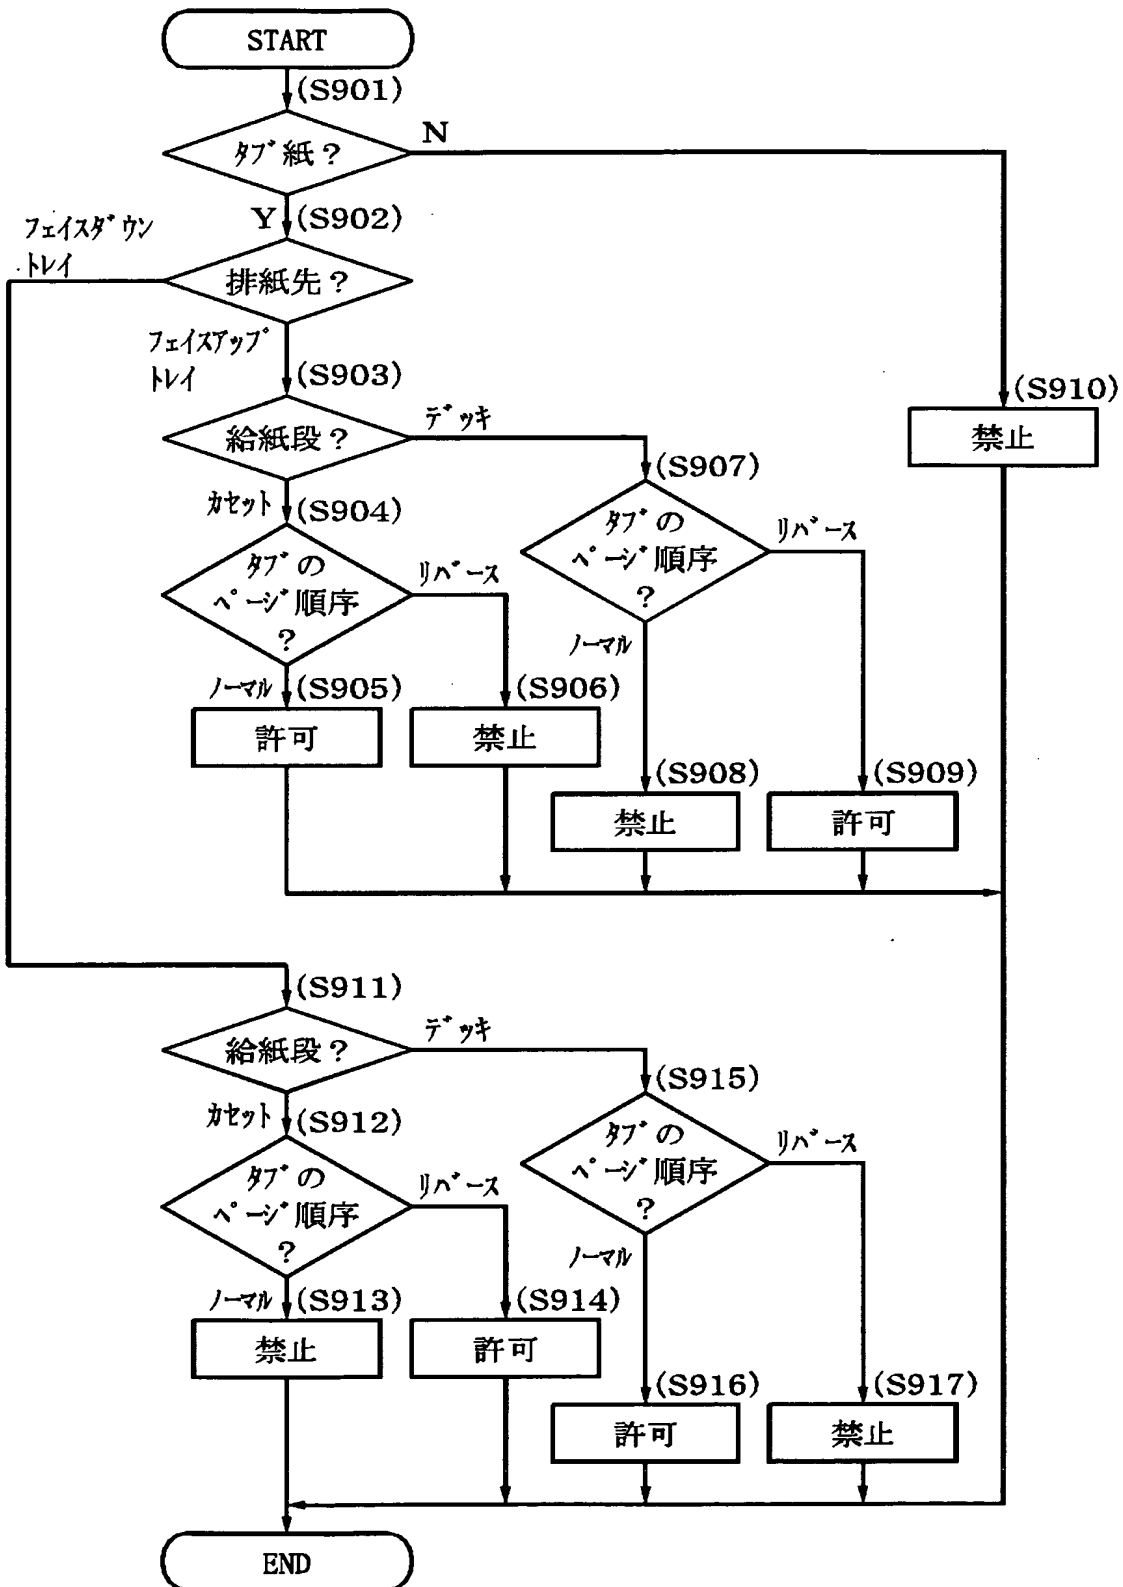 START
(S901)
タブ紙？
N
Y
(S902)
フェイスダウン
トレイ
排紙先？
フェイスアップ
トレイ
(S903)
給紙段？
デッキ
(S910)
禁止
カセット
(S904)
(S907)
タブの
ページ順序
？
リバース
タブの
ページ順序
？
リバース
ノーマル
(S905)
許可
(S906)
禁止
ノーマル
(S908)
禁止
(S909)
許可
(S911)
給紙段？
デッキ
カセット
(S912)
(S915)
タブの
ページ順序
？
リバース
タブの
ページ順序
？
リバース
ノーマル
(S913)
禁止
(S914)
許可
ノーマル
(S916)
許可
(S917)
禁止
END